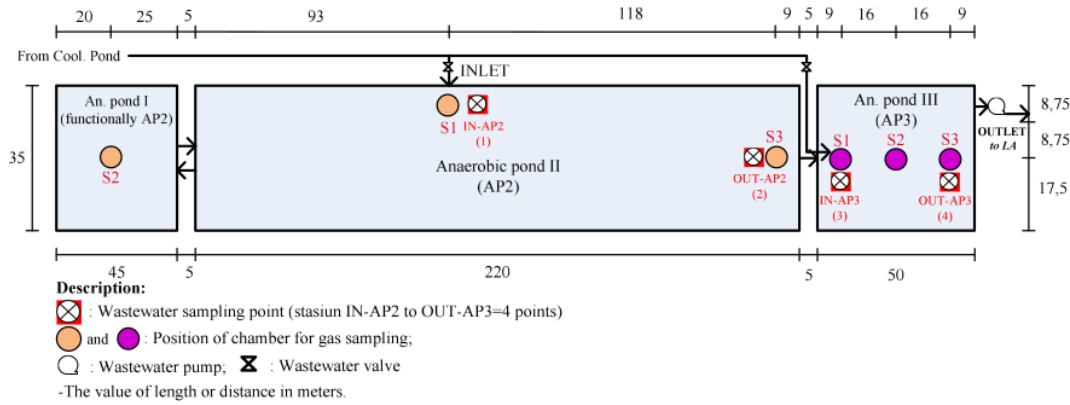 20 25 5 93 118 9 5 9 16 16 9
From Cool. Pond
INLET
An. pond I
(functionally AP2)
S2
S1 IN-AP2
(1)
Anaerobic pond II
(AP2)
S3
OUT-AP2
(2)
An. pond III
(AP3)
S1 S2 S3
IN-AP3
(3)
OUT-AP3
(4)
OUTLET
to LA
8,75
8,75
17,5
35
45 5 220 5 50
Description:
: Wastewater sampling point (stasiun IN-AP2 to OUT-AP3=4 points)
and : Position of chamber for gas sampling;
: Wastewater pump; : Wastewater valve
-The value of length or distance in meters.